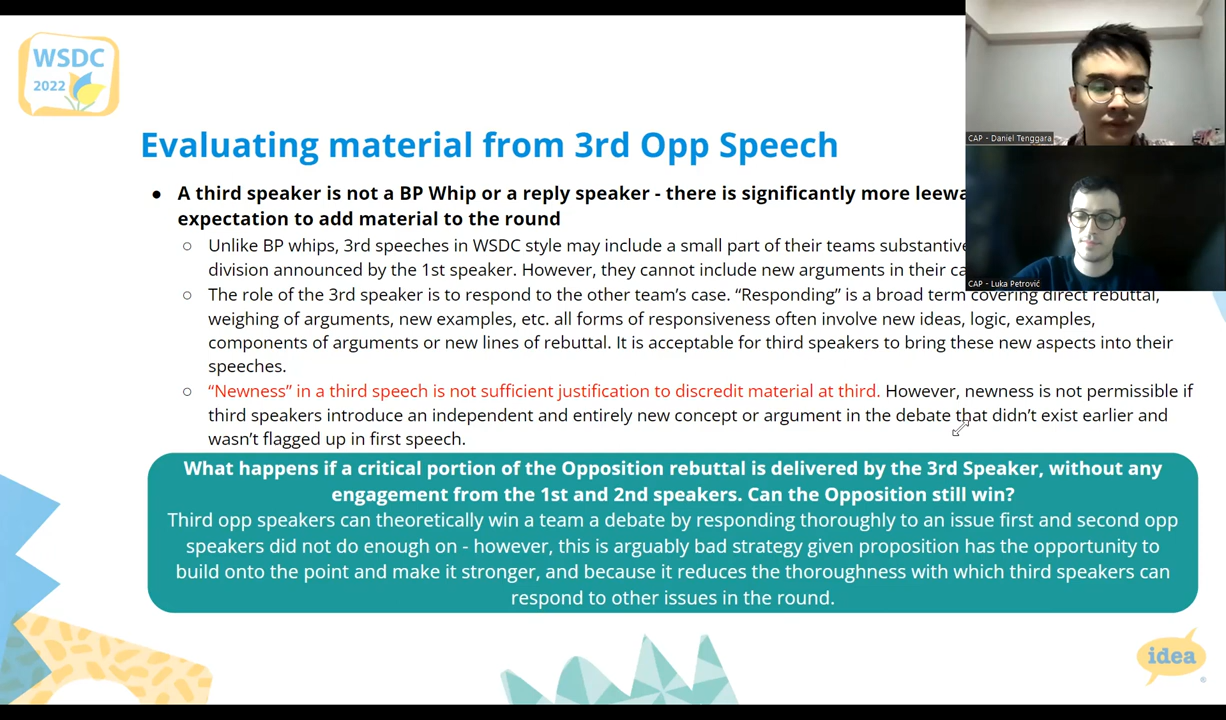 WSDC
2022
Evaluating material from 3rd Opp Speech
CAP - Daniel Tenggara
● A third speaker is not a BP Whip or a reply speaker - there is significantly more
expectation to add material to the round
○ Unlike BP whips, 3rd speeches in WSDC style may include a small part of their teams substantive
division announced by the 1st speaker. However, they cannot include new arguments in their
CAP - Luka Petrović
○ The role of the 3rd speaker is to respond to the other team's case. “Responding” is a broad term covering direct rebuttal,
weighing of arguments, new examples, etc. all forms of responsiveness often involve new ideas, logic, examples,
components of arguments or new lines of rebuttal. It is acceptable for third speakers to bring these new aspects into their
speeches.
○ “Newness” in a third speech is not sufficient justification to discredit material at third. However, newness is not permissible if
third speakers introduce an independent and entirely new concept or argument in the debate that didn't exist earlier and
wasn't flagged up in first speech.
What happens if a critical portion of the Opposition rebuttal is delivered by the 3rd Speaker, without any
engagement from the 1st and 2nd speakers. Can the Opposition still win?
Third opp speakers can theoretically win a team a debate by responding thoroughly to an issue first and second opp
speakers did not do enough on - however, this is arguably bad strategy given proposition has the opportunity to
build onto the point and make it stronger, and because it reduces the thoroughness with which third speakers can
respond to other issues in the round.
idea